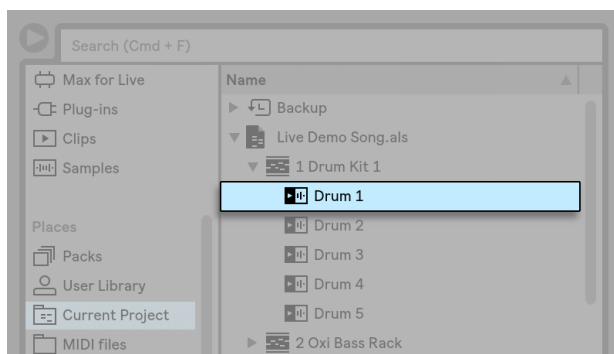 Search (Cmd + F)
Max for Live
Plug-ins
Clips
Samples
Places
Packs
User Library
Current Project
MIDI files
Name
Backup
Live Demo Song.als
1 Drum Kit 1
Drum 1
Drum 2
Drum 3
Drum 4
Drum 5
2 Oxi Bass Rack